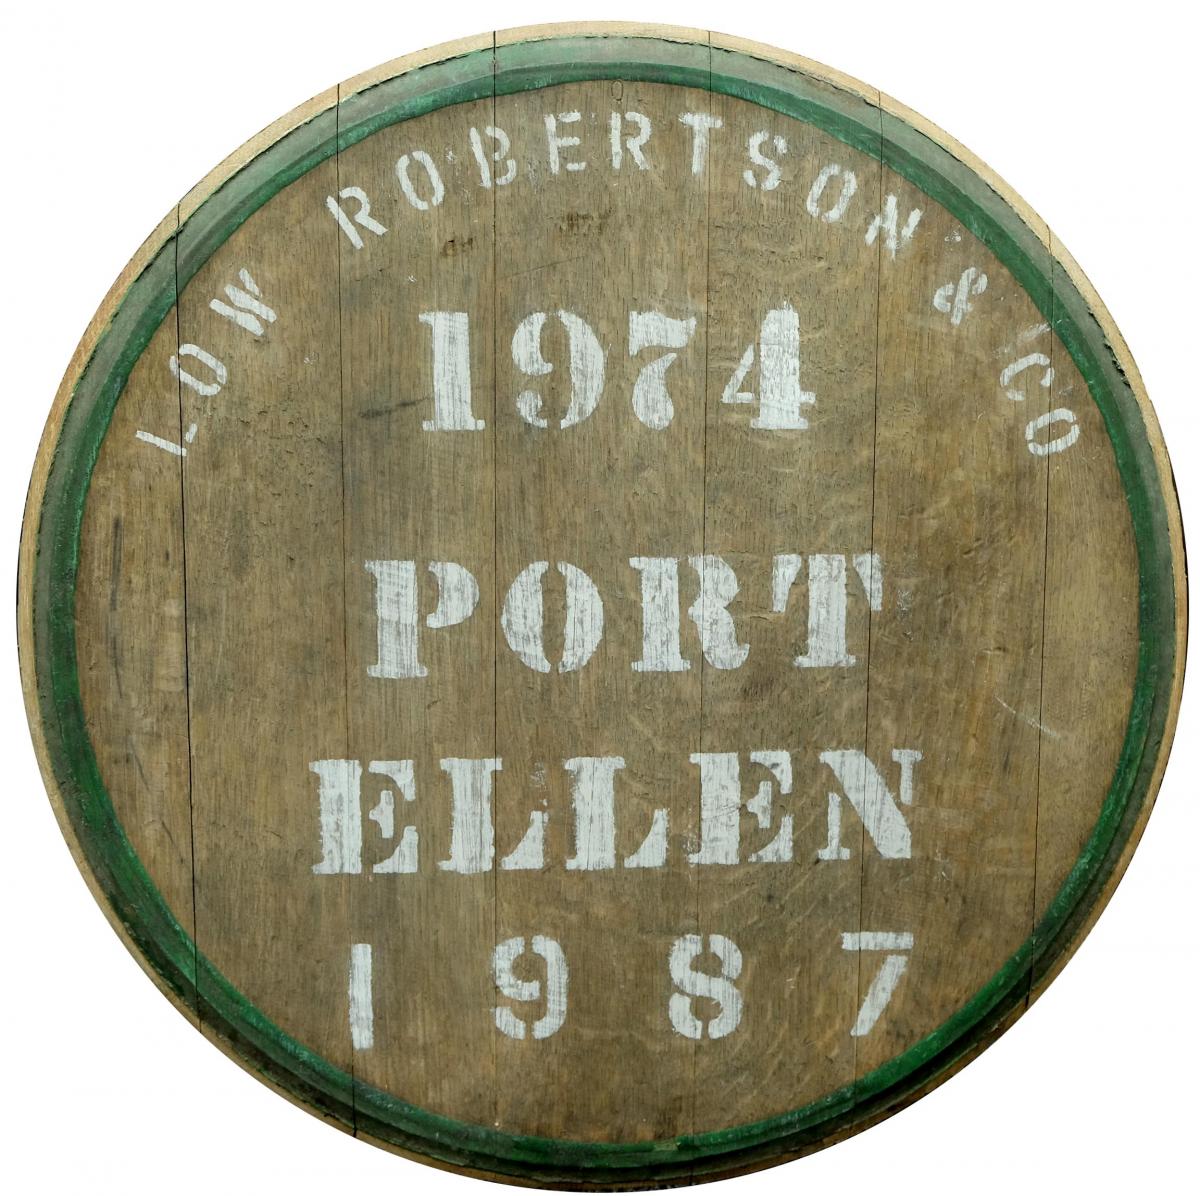 LOW ROBERTSON & CO
1974
PORT
ELLEN
1987